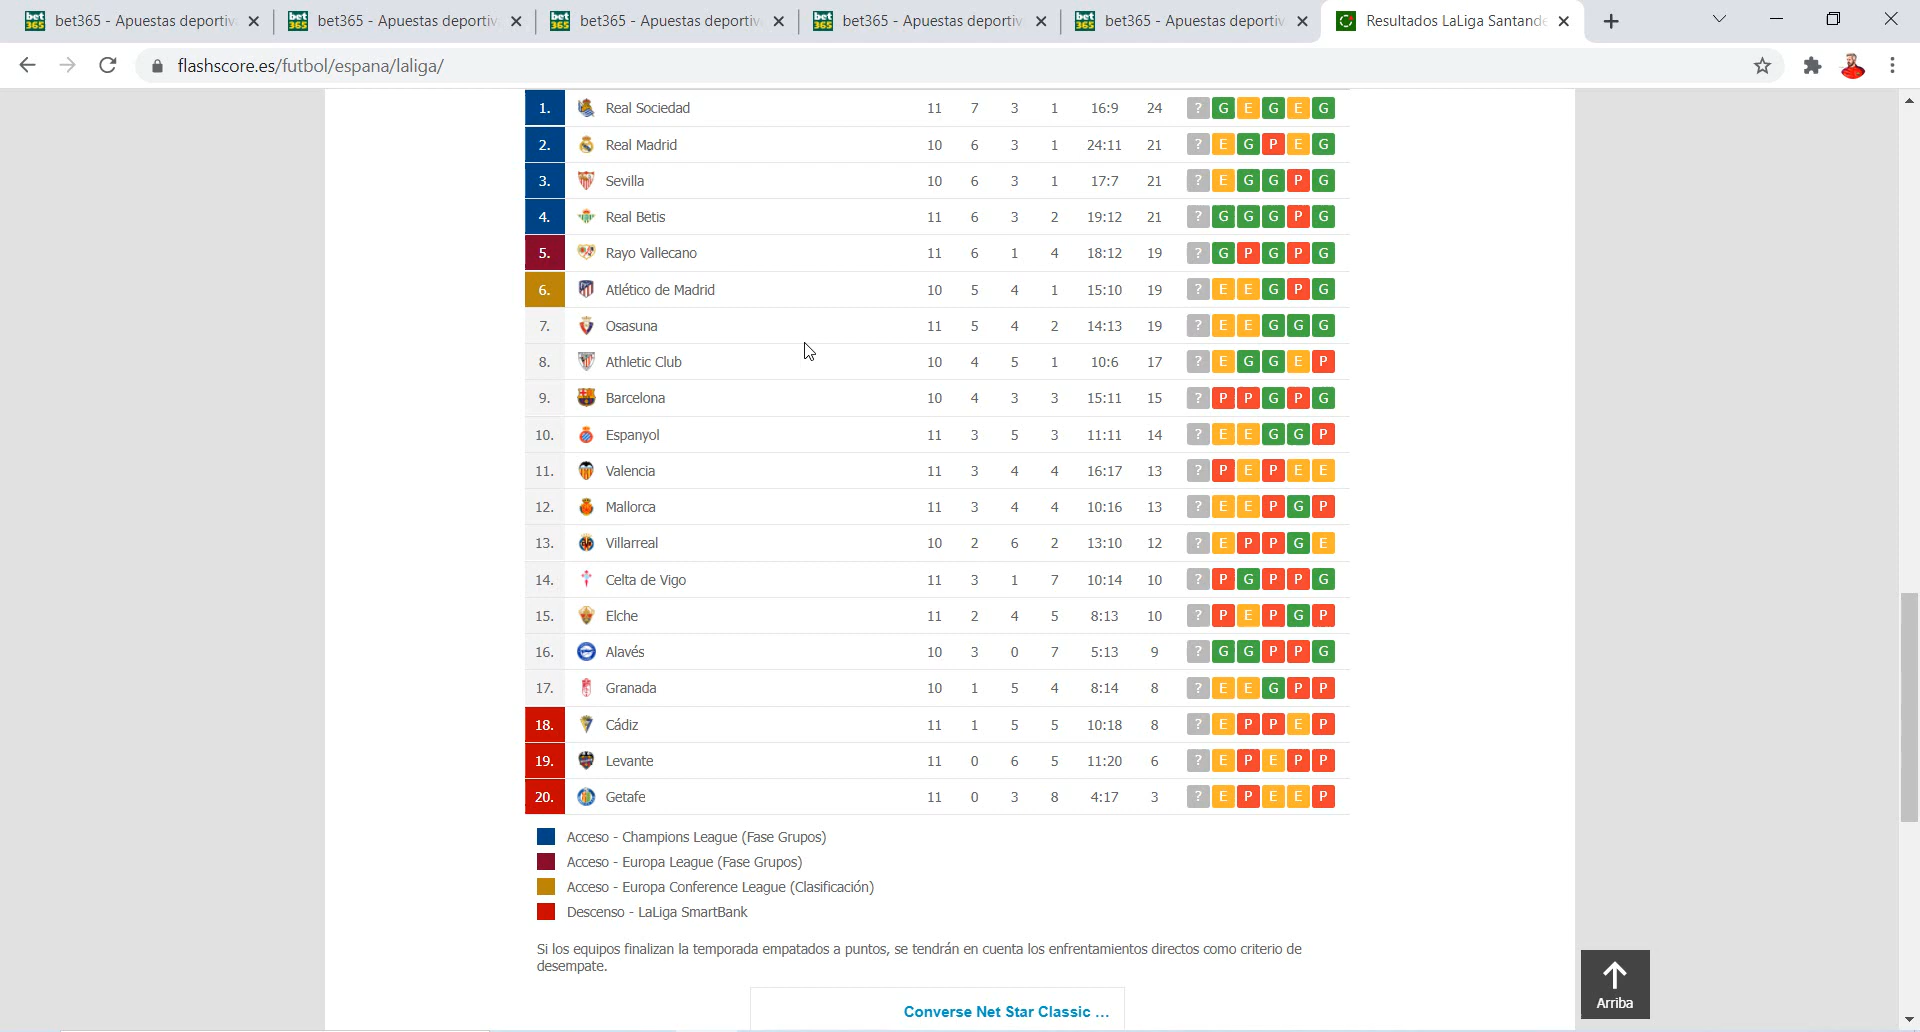 bet365 - Apuestas deportiv bet365 - Apuestas deportiv bet365 - Apuestas deportiv bet365 - Apuestas deportiv bet365 - Apuestas deportiv Resultados LaLiga Santande
flashscore.es/futbol/espana/laliga/
1. Real Sociedad 11 7 3 1 16:9 24 ? G E G E G
2. Real Madrid 10 6 3 1 24:11 21 ? E G P E G
3. Sevilla 10 6 3 1 17:7 21 ? E G G P G
4. Real Betis 11 6 3 2 19:12 21 ? G G G P G
5. Rayo Vallecano 11 6 1 4 18:12 19 ? G P G P G
6. Atlético de Madrid 10 5 4 1 15:10 19 ? E E G P G
7. Osasuna 11 5 4 2 14:13 19 ? E E G G G
8. Athletic Club 10 4 5 1 10:6 17 ? E G G E P
9. Barcelona 10 4 3 3 15:11 15 ? P P G P G
10. Espanyol 11 3 5 3 11:11 14 ? E E G G P
11. Valencia 11 3 4 4 16:17 13 ? P E P E E
12. Mallorca 11 3 4 4 10:16 13 ? E E P G P
13. Villarreal 10 2 6 2 13:10 12 ? E P P G E
14. Celta de Vigo 11 3 1 7 10:14 10 ? P G P P G
15. Elche 11 2 4 5 8:13 10 ? P E P G P
16. Alavés 10 3 0 7 5:13 9 ? G G P P G
17. Granada 10 1 5 4 8:14 8 ? E E G P P
18. Cádiz 11 1 5 5 10:18 8 ? E P P E P
19. Levante 11 0 6 5 11:20 6 ? E P E P P
20. Getafe 11 0 3 8 4:17 3 ? E P E E P
Acceso - Champions League (Fase Grupos)
Acceso - Europa League (Fase Grupos)
Acceso - Europa Conference League (Clasificación)
Descenso - LaLiga SmartBank
Si los equipos finalizan la temporada empatados a puntos, se tendrán en cuenta los enfrentamientos directos como criterio de
desempate.
Arriba
Converse Net Star Classic ...